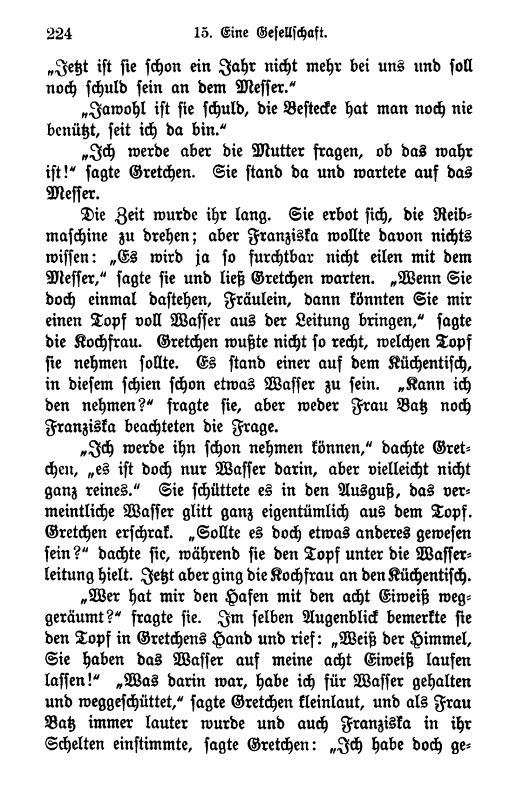 224 15. Eine Gesellschaft.
„Jetzt ist sie schon ein Jahr nicht mehr bei uns und soll
noch schuld sein an dem Messer.“
„Jawohl ist sie schuld, die Bestecke hat man noch nie
benützt, seit ich da bin.“
„Ich werde aber die Mutter fragen, ob das wahr
ist!“ sagte Gretchen. Sie stand da und wartete auf das
Messer.
Die Zeit wurde ihr lang. Sie erbot sich, die Reib-
maschine zu drehen; aber Franziska wollte davon nichts
wissen: „Es wird ja so furchtbar nicht eilen mit dem
Messer,“ sagte sie und ließ Gretchen warten. „Wenn Sie
doch einmal dastehen, Fräulein, dann könnten Sie mir
einen Topf voll Wasser aus der Leitung bringen,“ sagte
die Kochfrau. Gretchen wußte nicht so recht, welchen Topf
sie nehmen sollte. Es stand einer auf dem Küchentisch,
in diesem schien schon etwas Wasser zu sein. „Kann ich
den nehmen?“ fragte sie, aber weder Frau Batz noch
Franziska beachteten die Frage.
„Ich werde ihn schon nehmen können,“ dachte Gret-
chen, „es ist doch nur Wasser darin, aber vielleicht nicht
ganz reines.“ Sie schüttete es in den Ausguß, das ver-
meintliche Wasser glitt ganz eigentümlich aus dem Topf.
Gretchen erschrak. „Sollte es doch etwas anderes gewesen
sein?“ dachte sie, während sie den Topf unter die Wasser-
leitung hielt. Jetzt aber ging die Kochfrau an den Küchentisch.
„Wer hat mir den Hafen mit den acht Eiweiß weg-
geräumt?“ fragte sie. Im selben Augenblick bemerkte sie
den Topf in Gretchens Hand und rief: „Weiß der Himmel,
Sie haben das Wasser auf meine acht Eiweiß laufen
lassen!“ „Was darin war, habe ich für Wasser gehalten
und weggeschüttet,“ sagte Gretchen kleinlaut, und als Frau
Batz immer lauter wurde und auch Franziska in ihr
Schelten einstimmte, sagte Gretchen: „Ich habe doch ge-